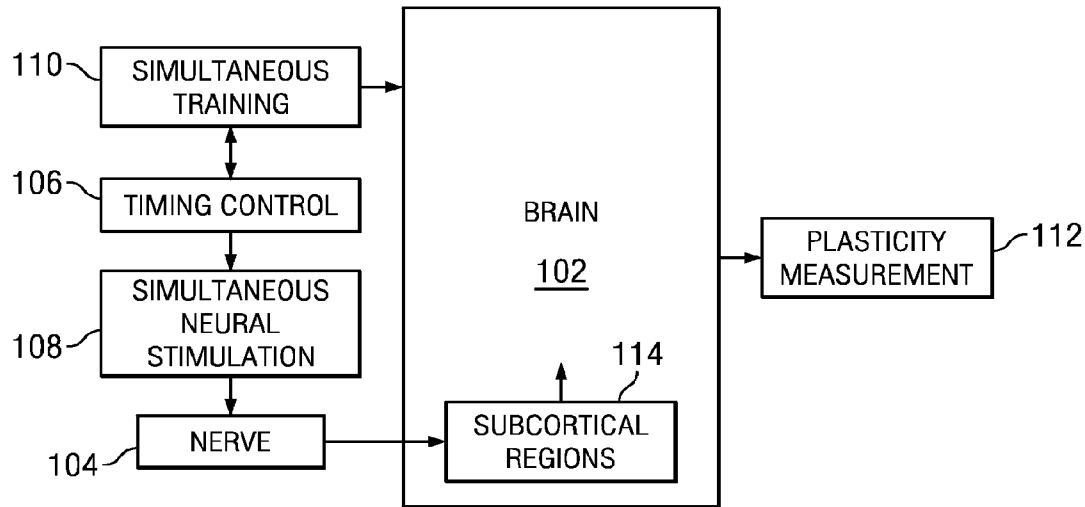 110
SIMULTANEOUS
TRAINING
106
TIMING CONTROL
108
SIMULTANEOUS
NEURAL
STIMULATION
104
NERVE
BRAIN
102
114
SUBCORTICAL
REGIONS
PLASTICITY
MEASUREMENT
112